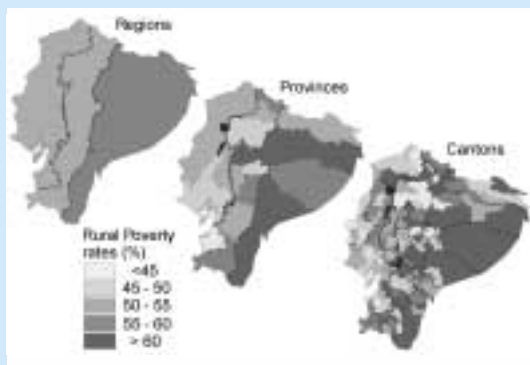 Regions
Provinces
Cantons
Rural Poverty
rates (%)
<45
45 - 50
50 - 55
55 - 60
> 60